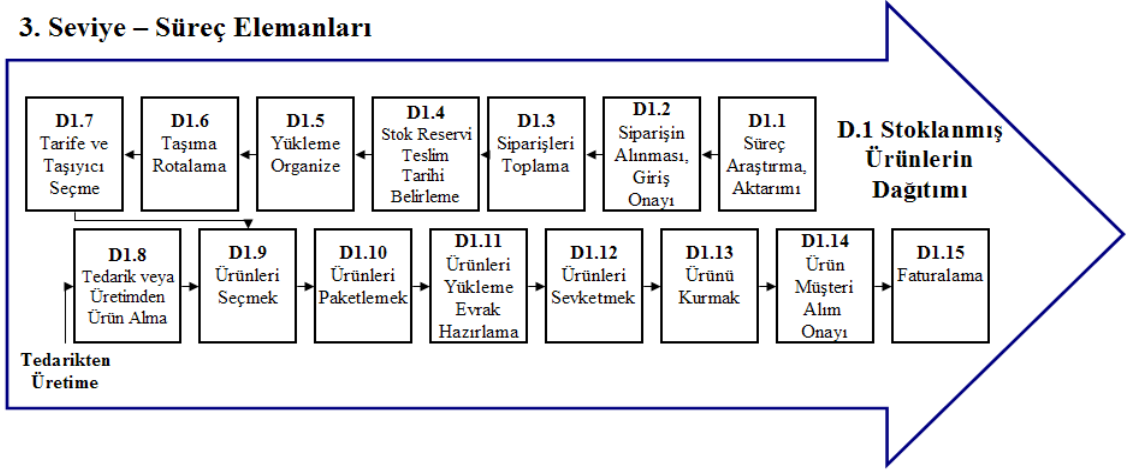 3. Seviye – Süreç Elemanları
D1.7
Tarife ve
Taşıyıcı
Seçme
D1.6
Taşıma
Rotalama
D1.5
Yükleme
Organize
D1.4
Stok Reservi
Teslim
Tarihi
Belirleme
D1.3
Siparişleri
Toplama
D1.2
Siparişin
Alınması,
Giriş
Onayı
D1.1
Süreç
Araştırma,
Aktarımı
D.1 Stoklanmış
Ürünlerin
Dağıtımı
D1.8
Tedarik veya
Üretimden
Ürün Alma
D1.9
Ürünleri
Seçmek
D1.10
Ürünleri
Paketlemek
D1.11
Ürünleri
Yükleme
Evrak
Hazırlama
D1.12
Ürünleri
Sevketmek
D1.13
Ürünü
Kurmak
D1.14
Ürün
Müşteri
Alım
Onayı
D1.15
Faturalama
Tedarikten
Üretime